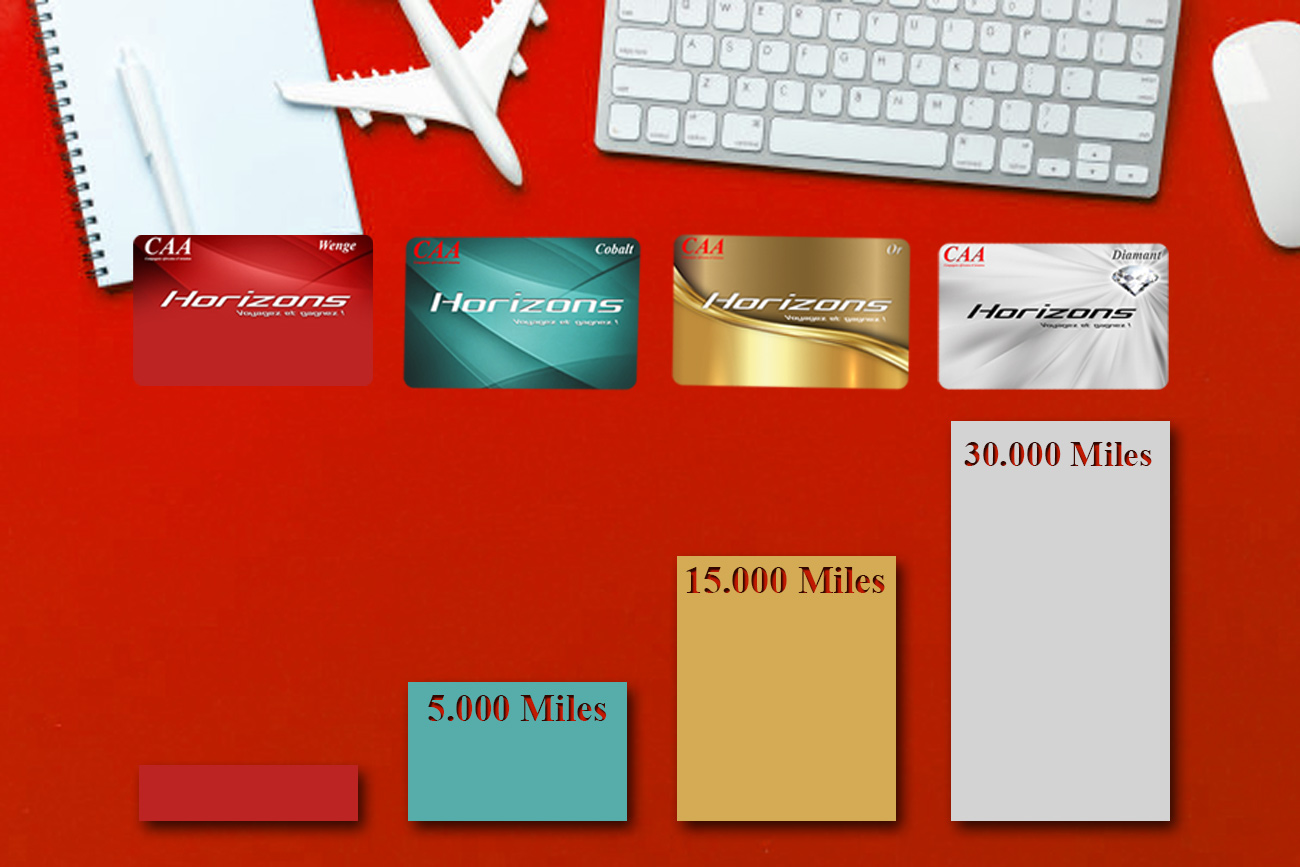 CAA
Wenge
Horizons
Voyagez et gagnez !
CAA
Cobalt
Horizons
Voyagez et gagnez !
CAA
Or
Horizons
Voyagez et gagnez !
CAA
Diamant
Horizons
Voyagez et gagnez !
30.000 Miles
15.000 Miles
5.000 Miles